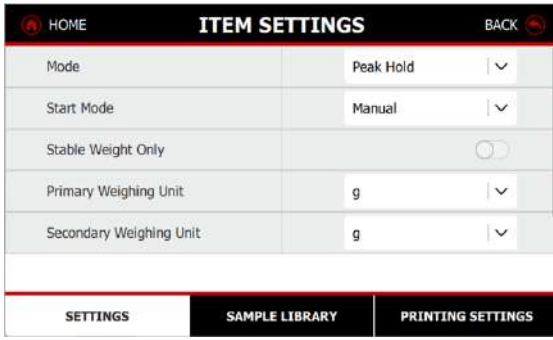 HOME ITEM SETTINGS BACK
Mode Peak Hold
Start Mode Manual
Stable Weight Only
Primary Weighing Unit g
Secondary Weighing Unit g
SETTINGS SAMPLE LIBRARY PRINTING SETTINGS